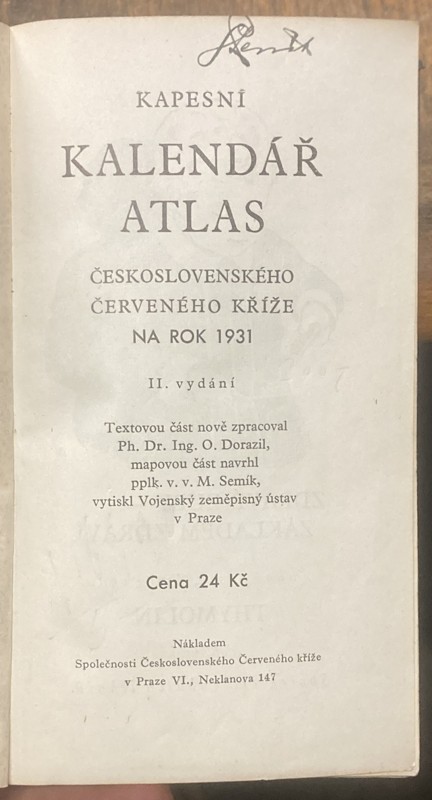 KAPESNÍ
KALENDÁŘ
ATLAS
ČESKOSLOVENSKÉHO
ČERVENÉHO KŘÍŽE
NA ROK 1931
II. vydání
Textovou část nově zpracoval
Ph. Dr. Ing. O. Dorazil,
mapovou část navrhl
pplk. v. v. M. Semík,
vytiskl Vojenský zeměpisný ústav
v Praze
Cena 24 Kč
Nákladem
Společnosti Československého Červeného kříže
v Praze VI., Neklanova 147